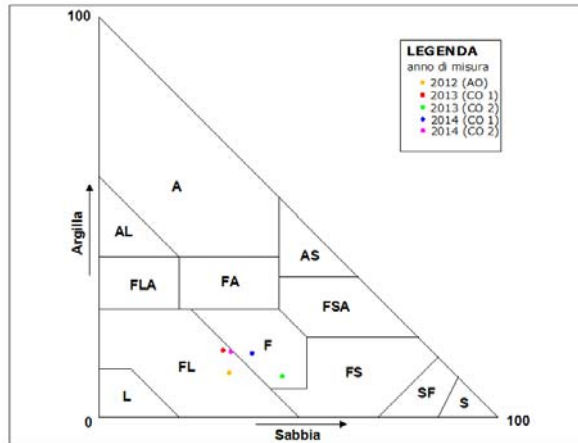 100
LEGENDA
anno di misura
2012 (AO)
2013 (CO 1)
2013 (CO 2)
2014 (CO 1)
2014 (CO 2)
A
Argilla
AL
AS
FLA
FA
FSA
F
FL
FS
L
SF
S
0
100
Sabbia